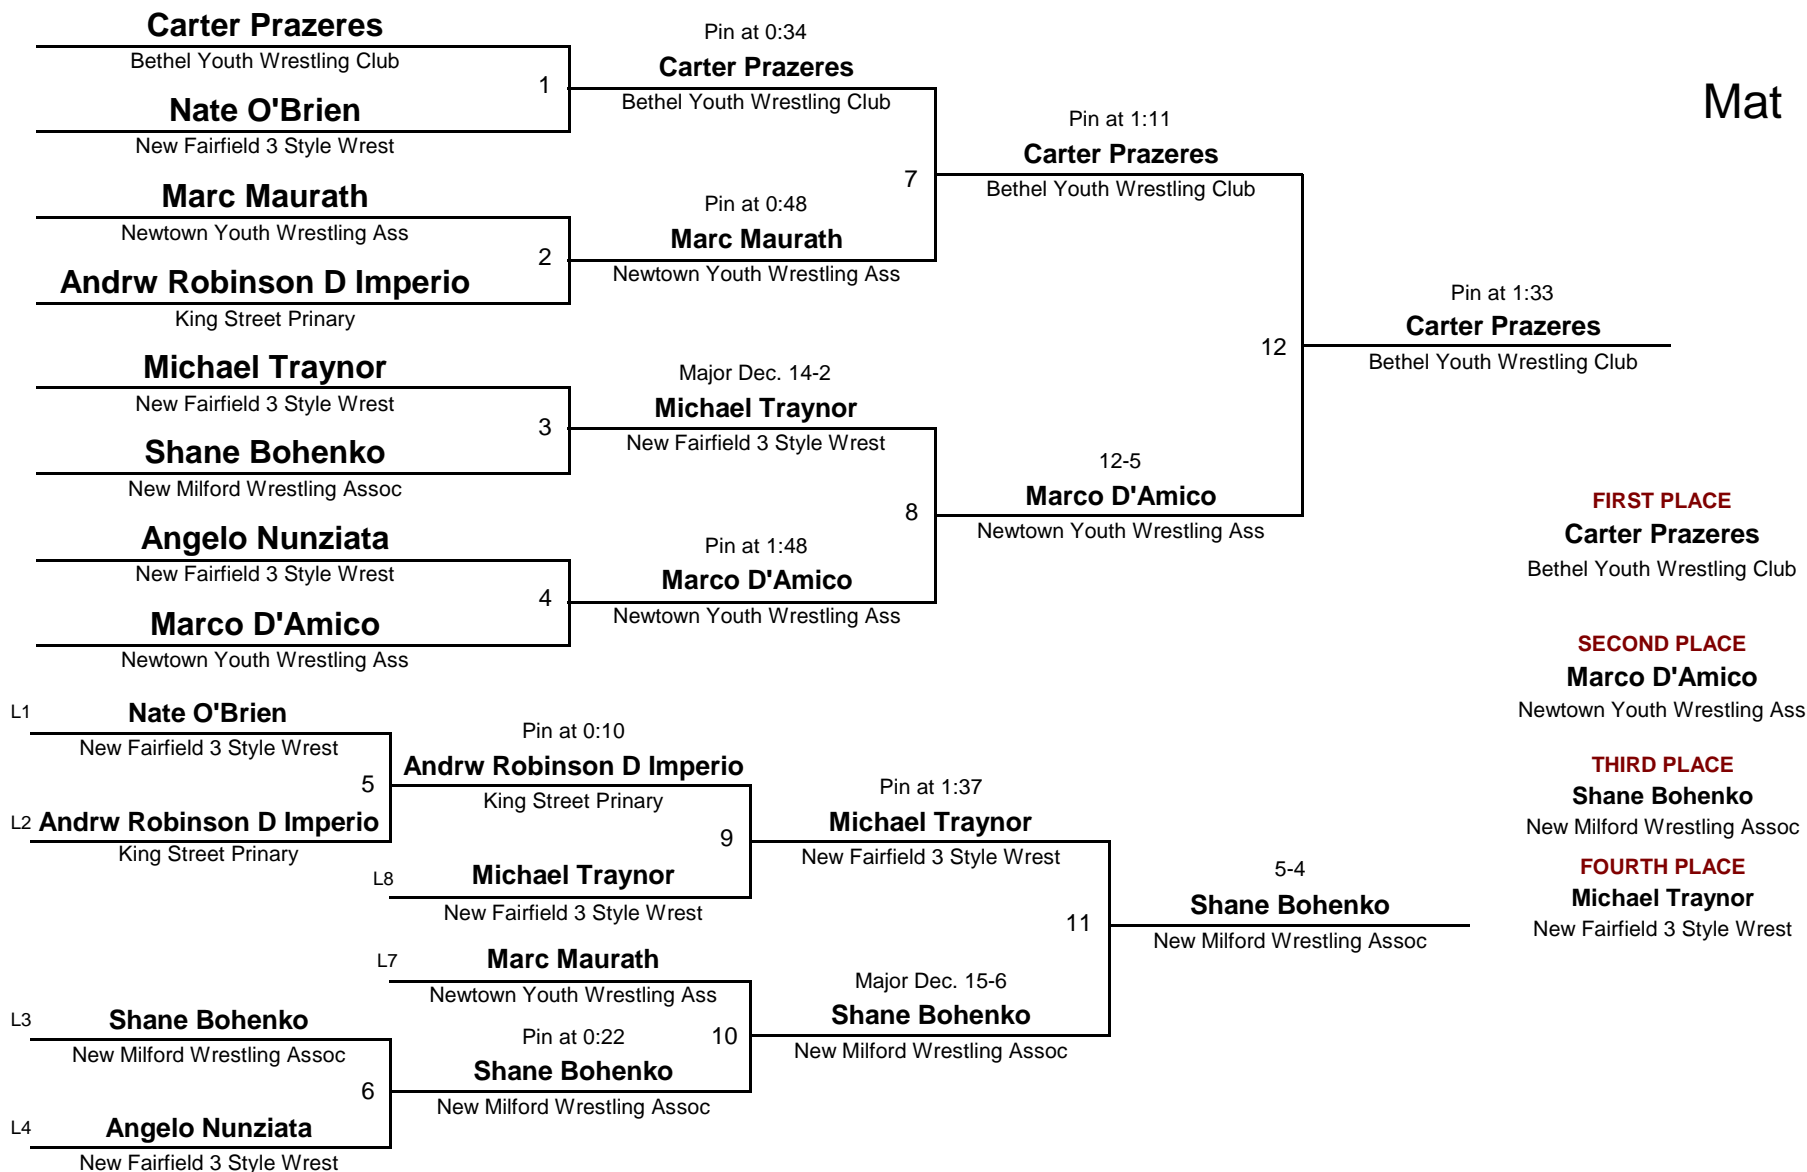 Carter Prazeres
Bethel Youth Wrestling Club
1
Nate O'Brien
New Fairfield 3 Style Wrest
Marc Maurath
Newtown Youth Wrestling Ass
2
Andrw Robinson D Imperio
King Street Prinary
Michael Traynor
New Fairfield 3 Style Wrest
3
Shane Bohenko
New Milford Wrestling Assoc
Angelo Nunziata
New Fairfield 3 Style Wrest
4
Marco D'Amico
Newtown Youth Wrestling Ass
Pin at 0:34
Carter Prazeres
Bethel Youth Wrestling Club
7
Pin at 0:48
Marc Maurath
Newtown Youth Wrestling Ass
Major Dec. 14-2
Michael Traynor
New Fairfield 3 Style Wrest
8
Pin at 1:48
Marco D'Amico
Newtown Youth Wrestling Ass
Pin at 1:11
Carter Prazeres
Bethel Youth Wrestling Club
12
12-5
Marco D'Amico
Newtown Youth Wrestling Ass
Pin at 1:33
Carter Prazeres
Bethel Youth Wrestling Club
Mat
FIRST PLACE
Carter Prazeres
Bethel Youth Wrestling Club
SECOND PLACE
Marco D'Amico
Newtown Youth Wrestling Ass
THIRD PLACE
Shane Bohenko
New Milford Wrestling Assoc
FOURTH PLACE
Michael Traynor
New Fairfield 3 Style Wrest
L1 Nate O'Brien
New Fairfield 3 Style Wrest
5
L2 Andrw Robinson D Imperio
King Street Prinary
L3 Shane Bohenko
New Milford Wrestling Assoc
6
L4 Angelo Nunziata
New Fairfield 3 Style Wrest
Pin at 0:10
Andrw Robinson D Imperio
King Street Prinary
9
L8 Michael Traynor
New Fairfield 3 Style Wrest
L7 Marc Maurath
Newtown Youth Wrestling Ass
10
Pin at 0:22
Shane Bohenko
New Milford Wrestling Assoc
Pin at 1:37
Michael Traynor
New Fairfield 3 Style Wrest
11
Major Dec. 15-6
Shane Bohenko
New Milford Wrestling Assoc
5-4
Shane Bohenko
New Milford Wrestling Assoc